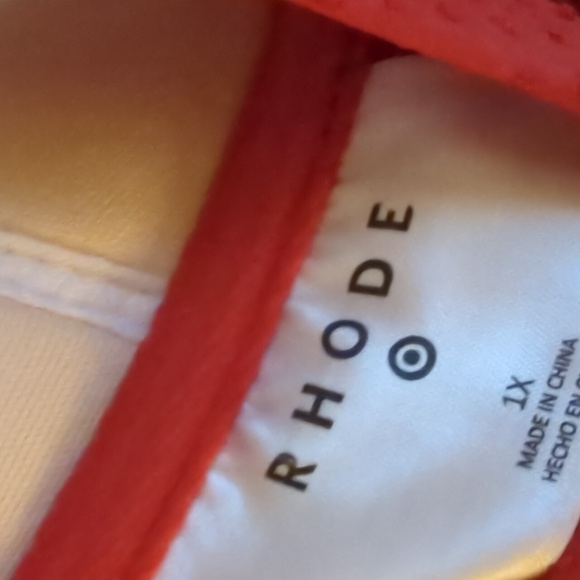 RHODE
1X
MADE IN CHINA
HECHO EN